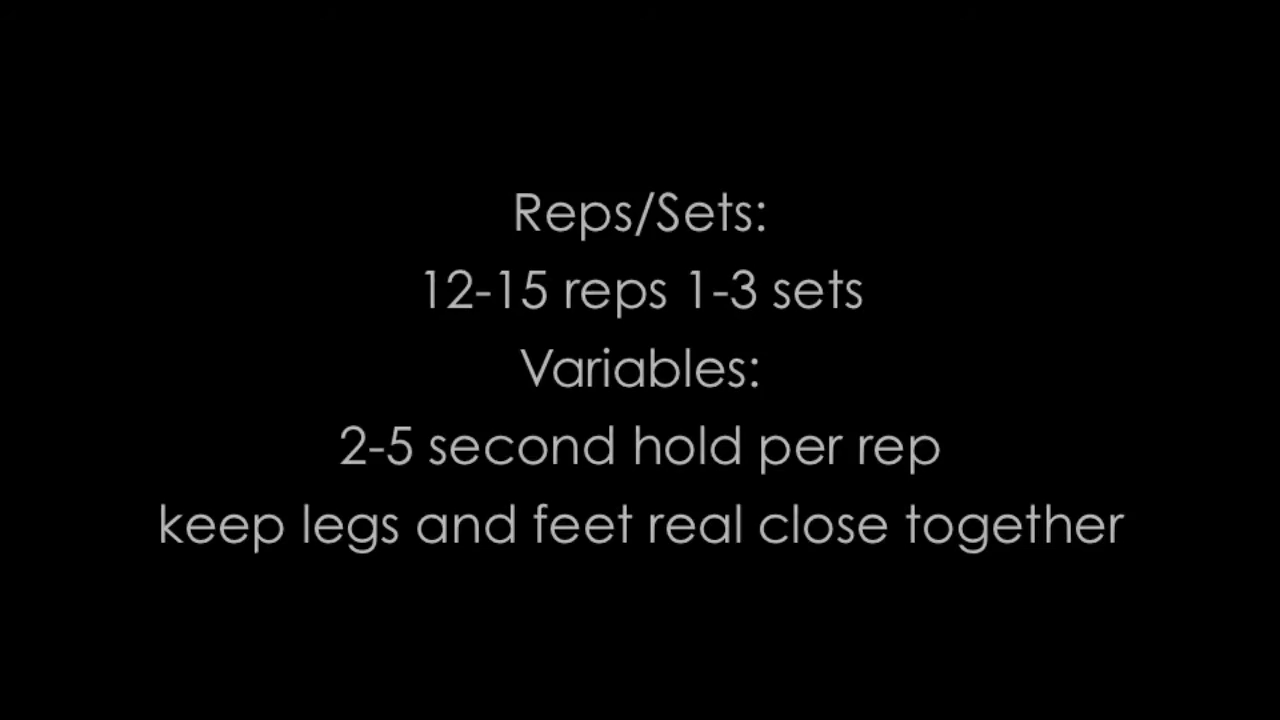 Reps/Sets:
12-15 reps 1-3 sets
Variables:
2-5 second hold per rep
keep legs and feet real close together